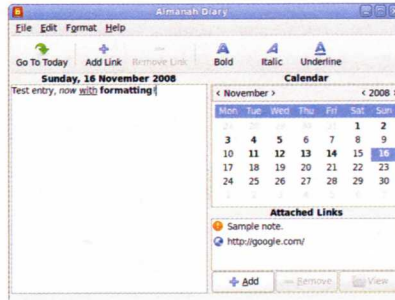 Almanah Diary
File Edit Format Help
Go To Today Add Link Remove Link Bold Italic Underline
Sunday, 16 November 2008
Test entry, now with formatting!
Calendar
< November > < 2008 >
Mon Tue Wed Thu Fri Sat Sun
1 2
3 4 5 6 7 8 9
10 11 12 13 14 15 16
17 18 19 20 21 22 23
24 25 26 27 28 29 30
Attached Links
Sample note.
http://google.com/
Add Remove View